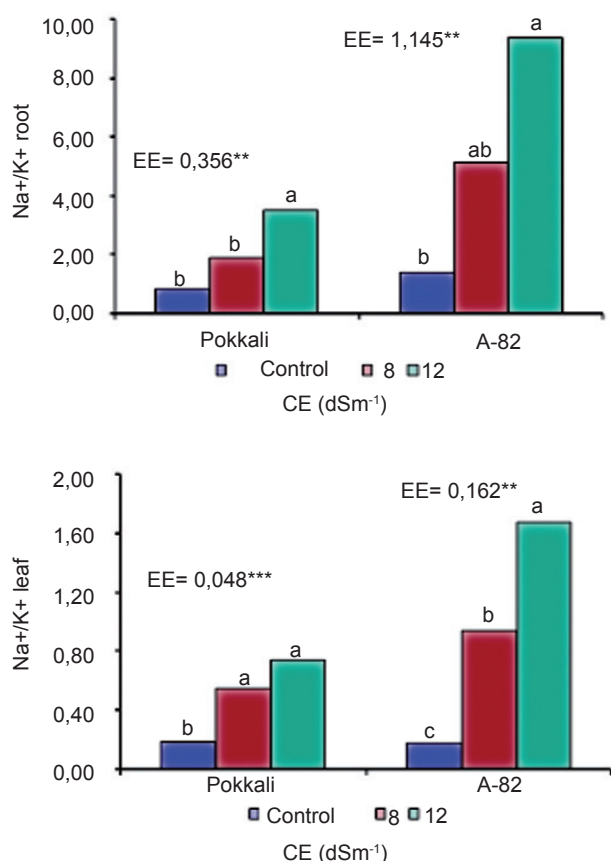 10,00
8,00
6,00
4,00
2,00
0,00
Na+/K+ root
EE= 0,356**
EE= 1,145**
b
b
a
b
ab
a
Pokkali
A-82
Control 8 12
CE (dSm⁻¹)
2,00
1,60
1,20
0,80
0,40
0,00
Na+/K+ leaf
EE= 0,048***
EE= 0,162**
b
a
a
c
b
a
Pokkali
A-82
Control 8 12
CE (dSm⁻¹)